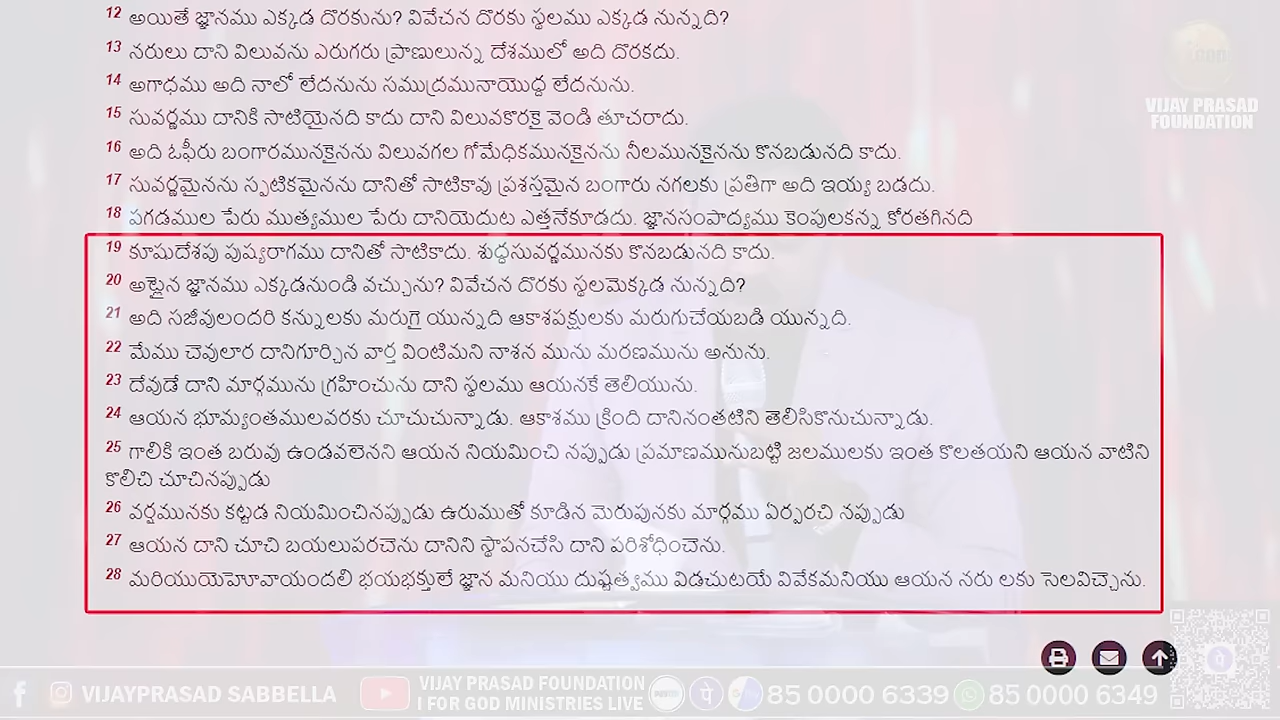 12 అయితే జ్ఞానము ఎక్కడ దొరకును? వివేచన దొరకు స్థలము ఎక్కడ నున్నది?
13 నరులు దాని విలువను ఎరుగరు ప్రాణులున్న దేశములో అది దొరకదు.
14 అగాధము అది నాలో లేదనును సముద్రమునాయొద్ద లేదనును.
15 సువర్ణము దానికి సాటియైనది కాదు దాని విలువకొరకై వెండి తూచరాదు.
16 అది ఓఫీరు బంగారమునకైనను విలువగల గోమేధికమునకైనను నీలమునకైనను కొనబడునది కాదు.
17 సువర్ణమైనను స్ఫటికమైనను దానితో సాటికావు ప్రశస్తమైన బంగారు నగలకు ప్రతిగా అది ఇయ్య బడదు.
18 పగడముల పేరు ముత్యముల పేరు దానియెదుట ఎత్తనేకూడదు. జ్ఞానసంపాద్యము కెంపులకన్న కోరతగినది
19 కూషుదేశపు పుష్యరాగము దానితో సాటికాదు. శుద్ధసువర్ణమునకు కొనబడునది కాదు.
20 అట్లైన జ్ఞానము ఎక్కడనుండి వచ్చును? వివేచన దొరకు స్థలమెక్కడ నున్నది?
21 అది సజీవులందరి కన్నులకు మరుగై యున్నది ఆకాశపక్షులకు మరుగుచేయబడి యున్నది.
22 మేము చెవులార దానిగూర్చిన వార్త వింటిమని నాశన మును మరణమును అనును.
23 దేవుడే దాని మార్గమును గ్రహించును దాని స్థలము ఆయనకే తెలియును.
24 ఆయన భూమ్యంతములవరకు చూచుచున్నాడు. ఆకాశము క్రింది దానినంతటిని తెలిసికొనుచున్నాడు.
25 గాలికి ఇంత బరువు ఉండవలెనని ఆయన నియమించి నప్పుడు ప్రమాణమునుబట్టి జలములకు ఇంత కొలతయని ఆయన వాటిని
కొలిచి చూచినప్పుడు
26 వర్షమునకు కట్టడ నియమించినప్పుడు ఉరుముతో కూడిన మెరుపునకు మార్గము ఏర్పరచి నప్పుడు
27 ఆయన దాని చూచి బయలుపరచెను దానిని స్థాపనచేసి దాని పరిశోధించెను.
28 మరియుయెహోవాయందలి భయభక్తులే జ్ఞాన మనియు దుష్టత్వము విడచుటయే వివేకమనియు ఆయన నరు లకు సెలవిచ్చెను.
VIJAY PRASAD
FOUNDATION
VIJAYPRASAD SABBELLA
VIJAY PRASAD FOUNDATION
I FOR GOD MINISTRIES LIVE
85 0000 6339
85 0000 6349